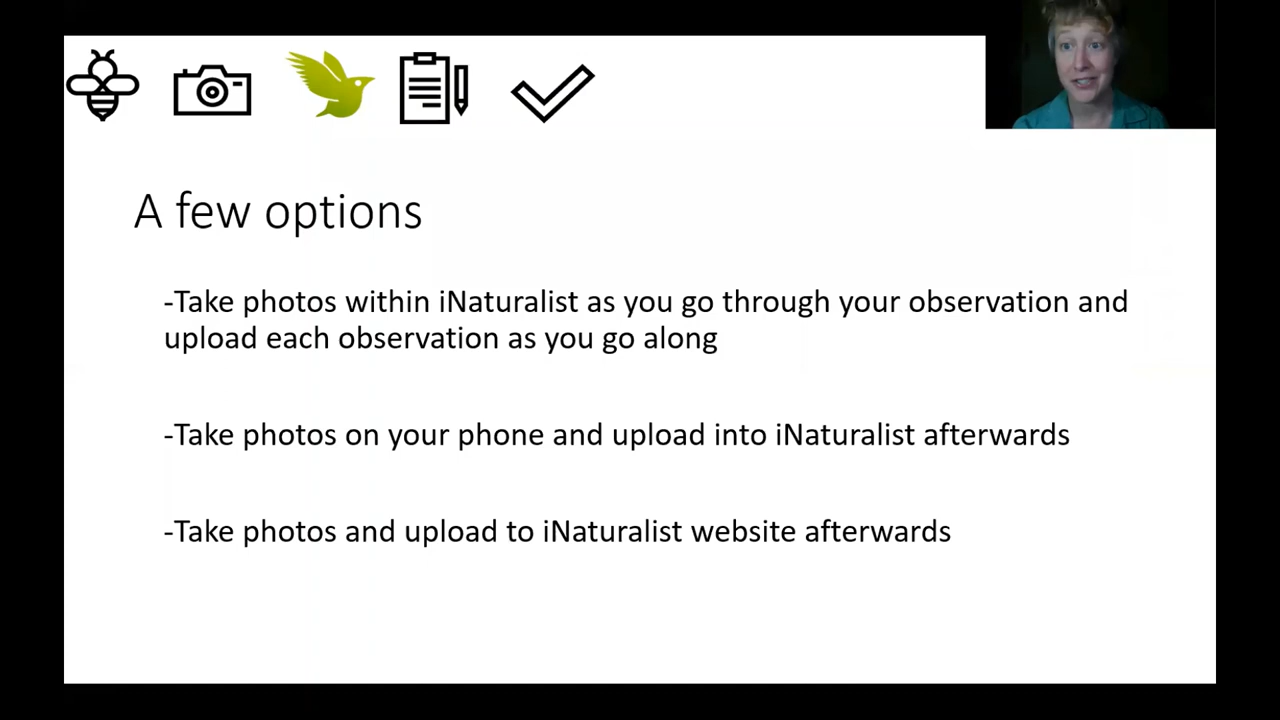 A few options
-Take photos within iNaturalist as you go through your observation and
upload each observation as you go along
-Take photos on your phone and upload into iNaturalist afterwards
-Take photos and upload to iNaturalist website afterwards